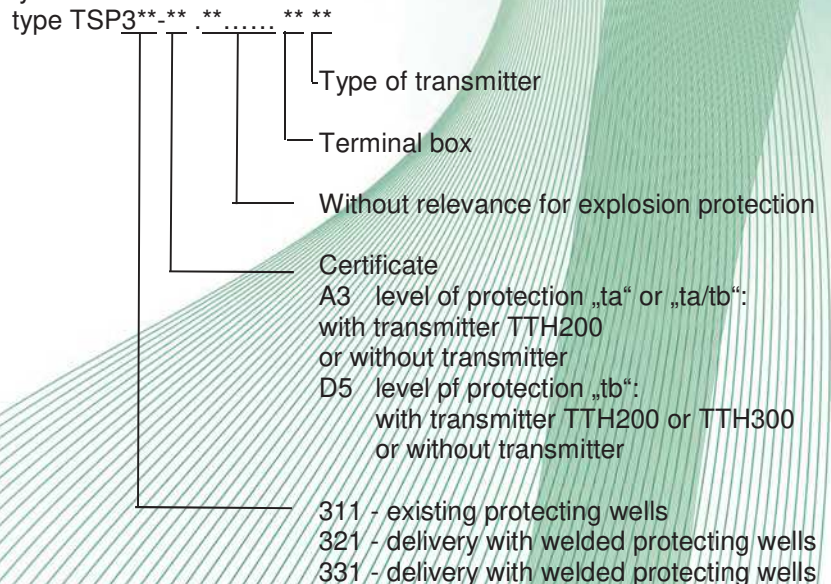 type TSP3**-** .**...... ** **
Type of transmitter
Terminal box
Without relevance for explosion protection
Certificate
A3 level of protection „ta“ or „ta/tb“:
with transmitter TTH200
or without transmitter
D5 level pf protection „tb“:
with transmitter TTH200 or TTH300
or without transmitter
311 - existing protecting wells
321 - delivery with welded protecting wells
331 - delivery with welded protecting wells